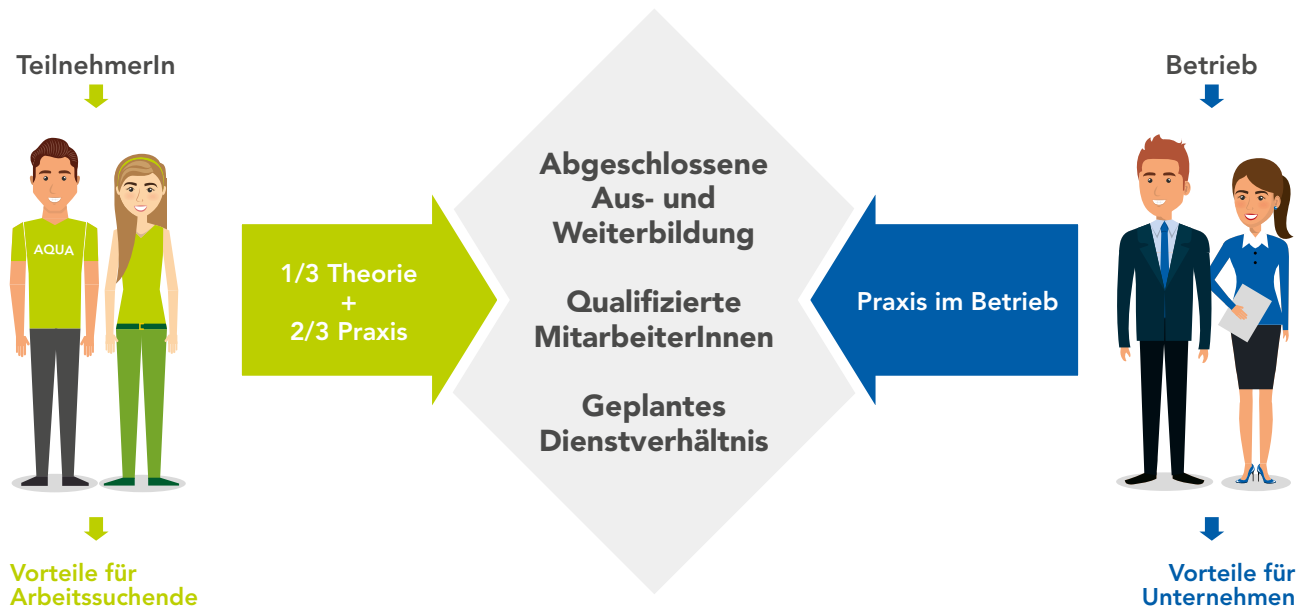 TeilnehmerIn
AQUA
1/3 Theorie
+
2/3 Praxis
Vorteile für
Arbeitssuchende
Abgeschlossene
Aus- und
Weiterbildung
Qualifizierte
MitarbeiterInnen
Geplantes
Dienstverhältnis
Betrieb
Praxis im Betrieb
Vorteile für
Unternehmen